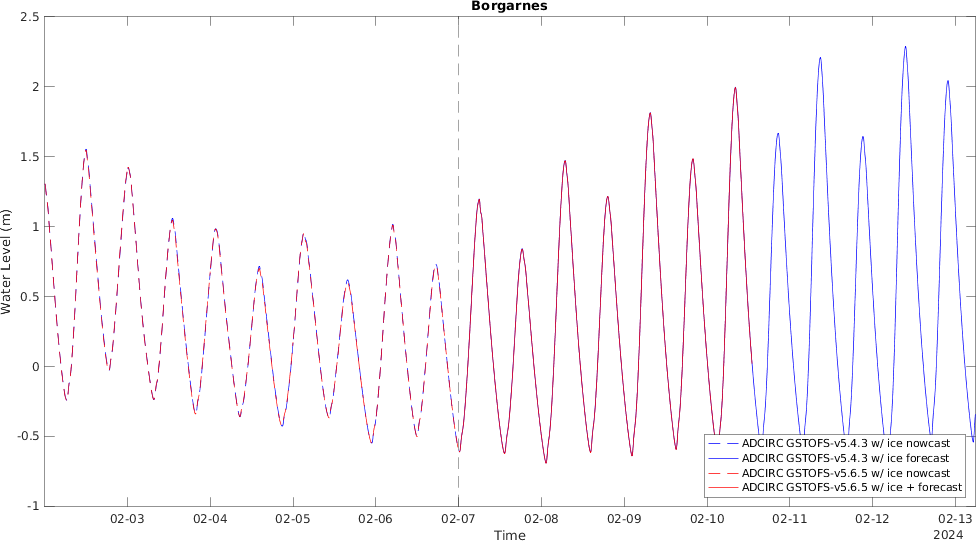 Borgarnes
2.5
2
1.5
1
0.5
0
-0.5
-1
Water Level (m)
02-03 02-04 02-05 02-06 02-07 02-08 02-09 02-10 02-11 02-12 02-13
Time
2024
ADCIRC GSTOFS-v5.4.3 w/ ice nowcast
ADCIRC GSTOFS-v5.4.3 w/ ice forecast
ADCIRC GSTOFS-v5.6.5 w/ ice nowcast
ADCIRC GSTOFS-v5.6.5 w/ ice + forecast